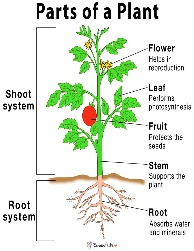 Parts of a Plant
Flower
Helps in
reproduction
Shoot
system
Leaf
Performs
photosynthesis
Fruit
Protects the
seeds
Stem
Supports the
plant
Root
system
Root
Absorbs water
and minerals